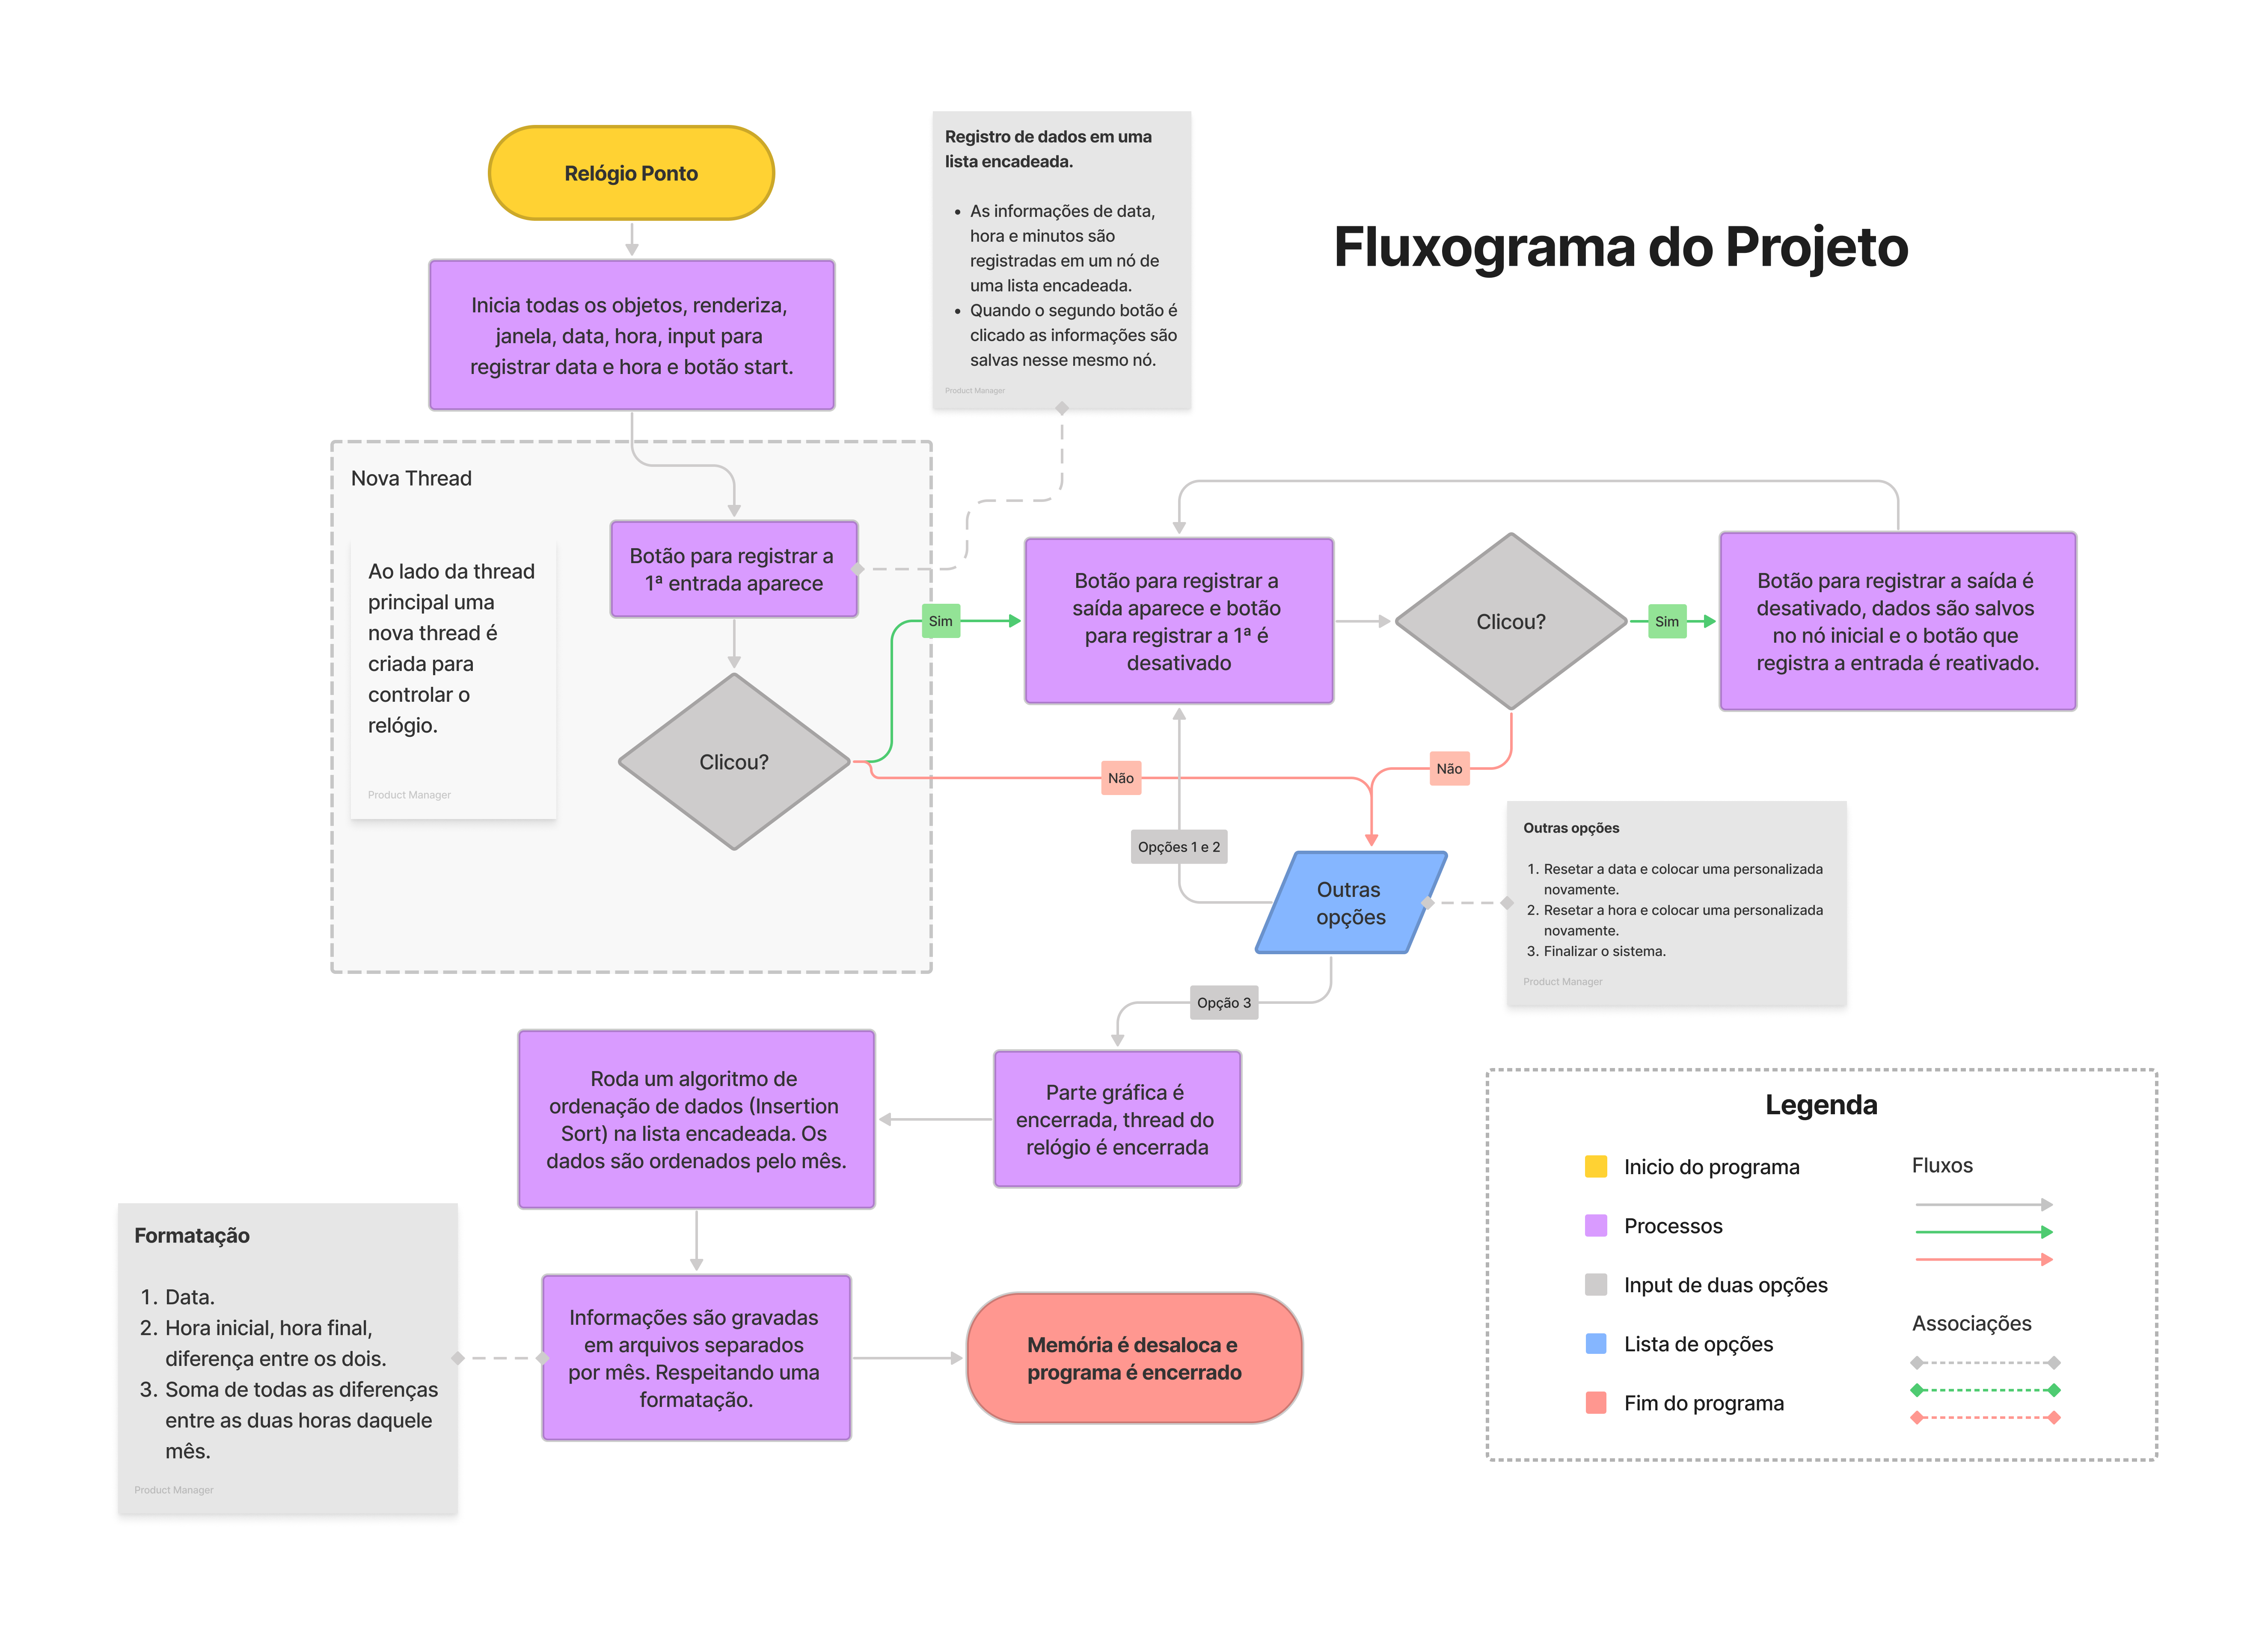 Relógio Ponto
Inicia todas os objetos, renderiza,
janela, data, hora, input para
registrar data e hora e botão start.
Registro de dados em uma
lista encadeada.
• As informações de data,
hora e minutos são
registradas em um nó de
uma lista encadeada.
• Quando o segundo botão é
clicado as informações são
salvas nesse mesmo nó.
Product Manager
Fluxograma do Projeto
Nova Thread
Ao lado da thread
principal uma
nova thread é
criada para
controlar o
relógio.
Product Manager
Botão para registrar a
1ª entrada aparece
Clicou?
Sim
Botão para registrar a
saída aparece e botão
para registrar a 1ª é
desativado
Clicou?
Sim
Botão para registrar a saída é
desativado, dados são salvos
no nó inicial e o botão que
registra a entrada é reativado.
Não
Não
Opções 1 e 2
Outras
opções
Outras opções
1. Resetar a data e colocar uma personalizada
novamente.
2. Resetar a hora e colocar uma personalizada
novamente.
3. Finalizar o sistema.
Product Manager
Opção 3
Parte gráfica é
encerrada, thread do
relógio é encerrada
Roda um algoritmo de
ordenação de dados (Insertion
Sort) na lista encadeada. Os
dados são ordenados pelo mês.
Formatação
1. Data.
2. Hora inicial, hora final,
diferença entre os dois.
3. Soma de todas as diferenças
entre as duas horas daquele
mês.
Product Manager
Informações são gravadas
em arquivos separados
por mês. Respeitando uma
formatação.
Memória é desaloca e
programa é encerrado
Legenda
Inicio do programa
Processos
Input de duas opções
Lista de opções
Fim do programa
Fluxos
Associações